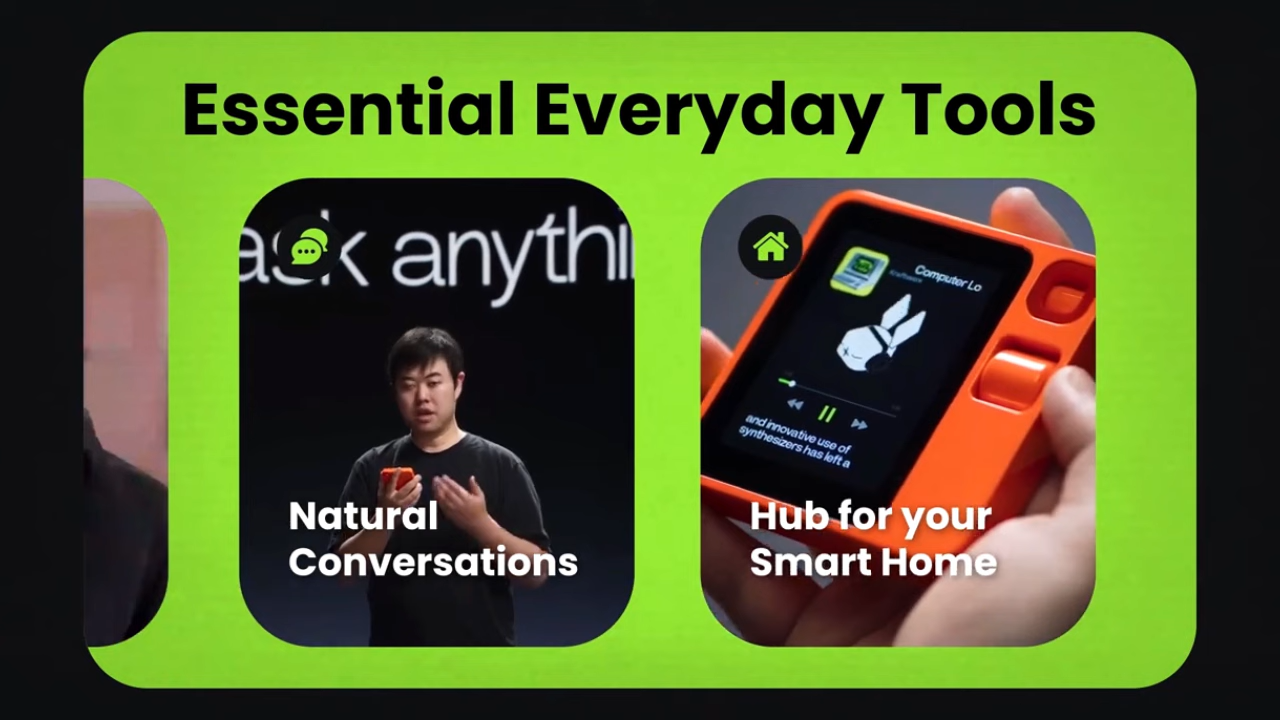 Essential Everyday Tools
ask anythi
Natural
Conversations
Computer Lo
Kraftwerk
and innovative use of
synthesizers has left a
Hub for your
Smart Home